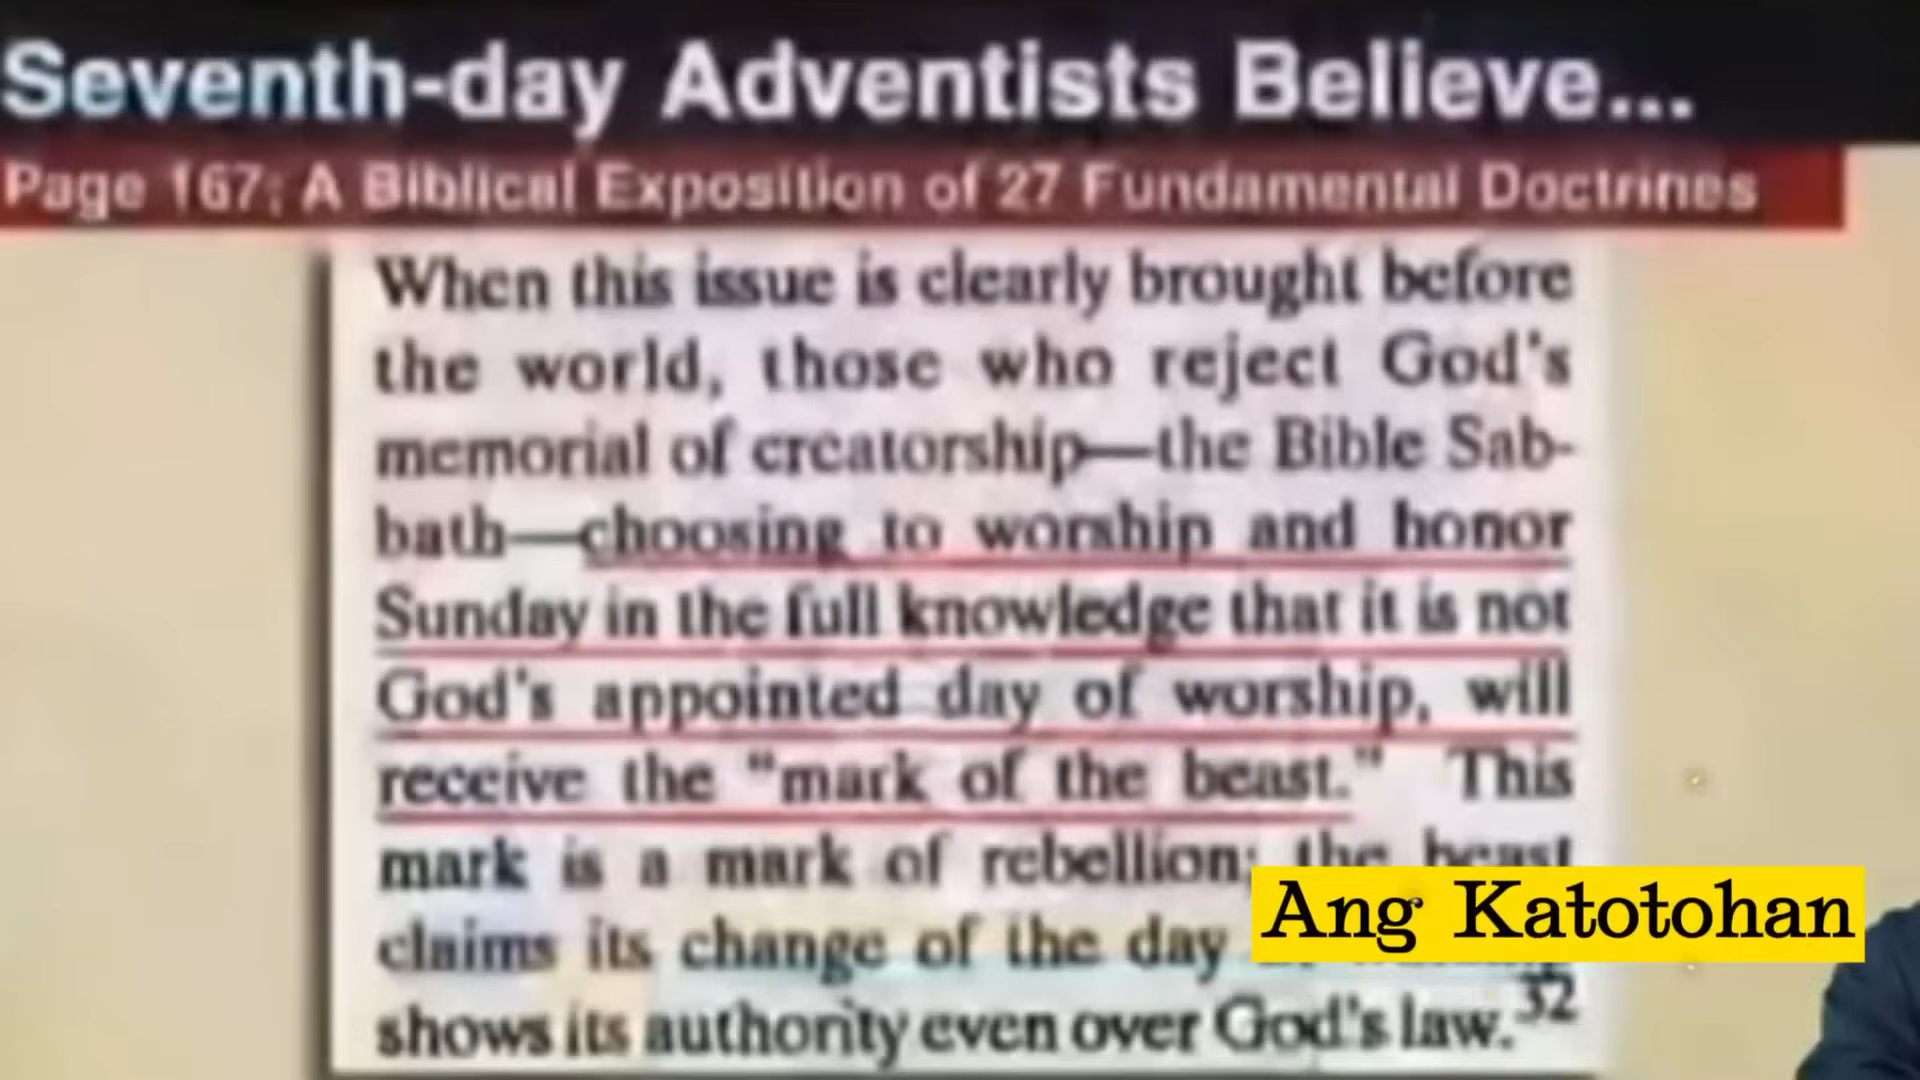 Seventh-day Adventists Believe...
Page 167; A Biblical Exposition of 27 Fundamental Doctrines
When this issue is clearly brought before
the world, those who reject God's
memorial of creatorship—the Bible Sab-
bath—choosing to worship and honor
Sunday in the full knowledge that it is not
God's appointed day of worship, will
receive the "mark of the beast." This
mark is a mark of rebellion; the beast
claims its change of the day
shows its authority even over God's law.32
Ang Katotohan